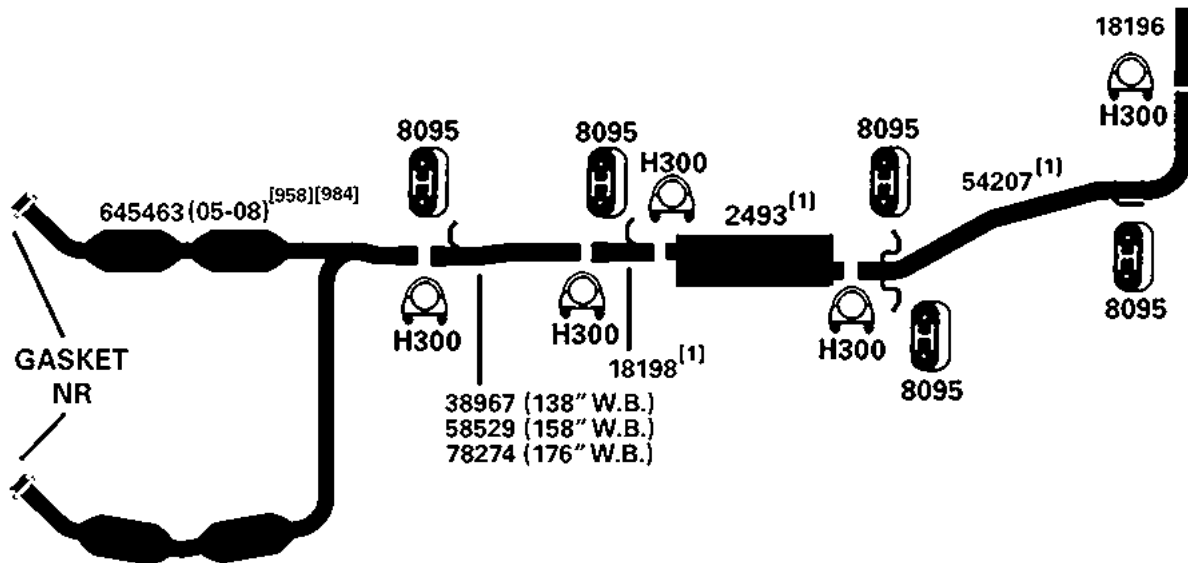 18196
H300
8095
8095
8095
H300
54207[1]
645463 (05-08)[958][984]
2493[1]
8095
H300
H300
H300
8095
GASKET
NR
18198[1]
38967 (138" W.B.)
58529 (158" W.B.)
78274 (176" W.B.)